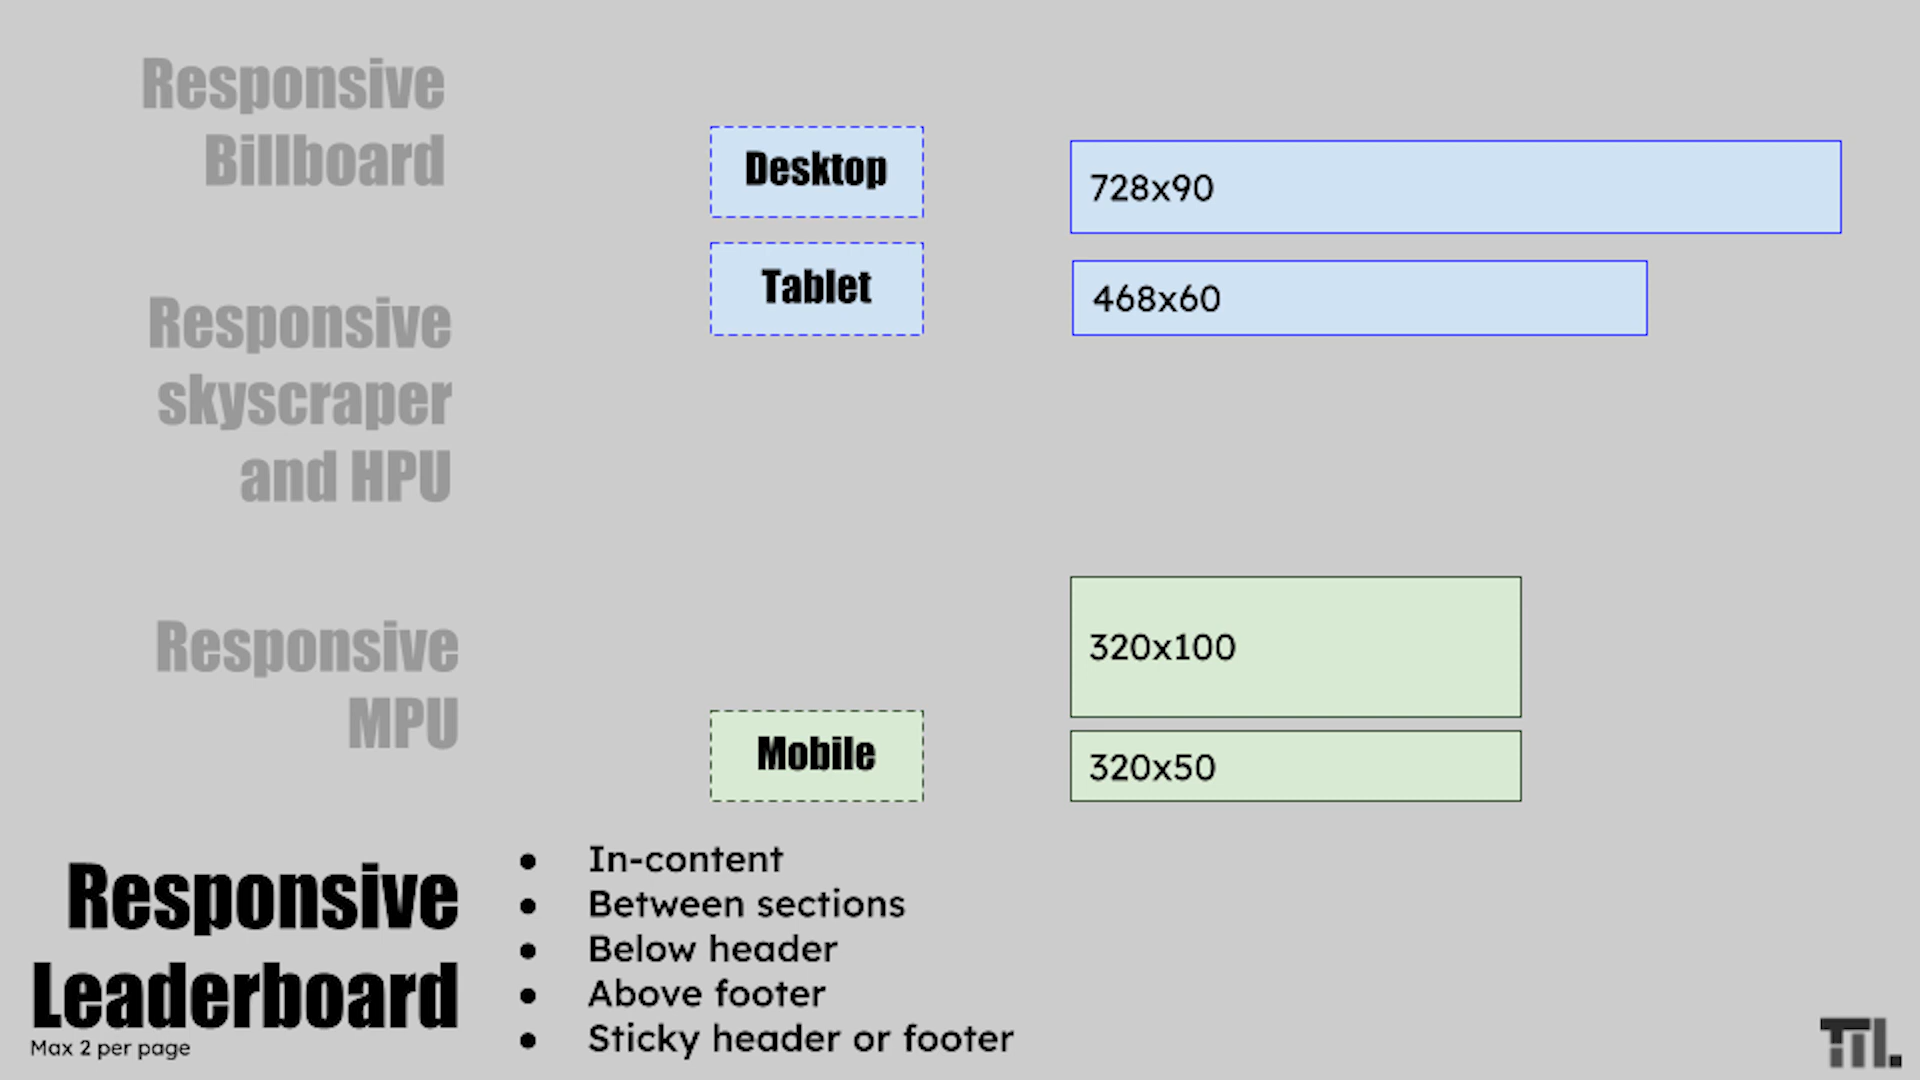 Responsive
Billboard
Desktop
728x90
Tablet
468x60
Responsive
skyscraper
and HPU
320x100
Responsive
MPU
Mobile
320x50
Responsive
Leaderboard
Max 2 per page
● In-content
● Between sections
● Below header
● Above footer
● Sticky header or footer